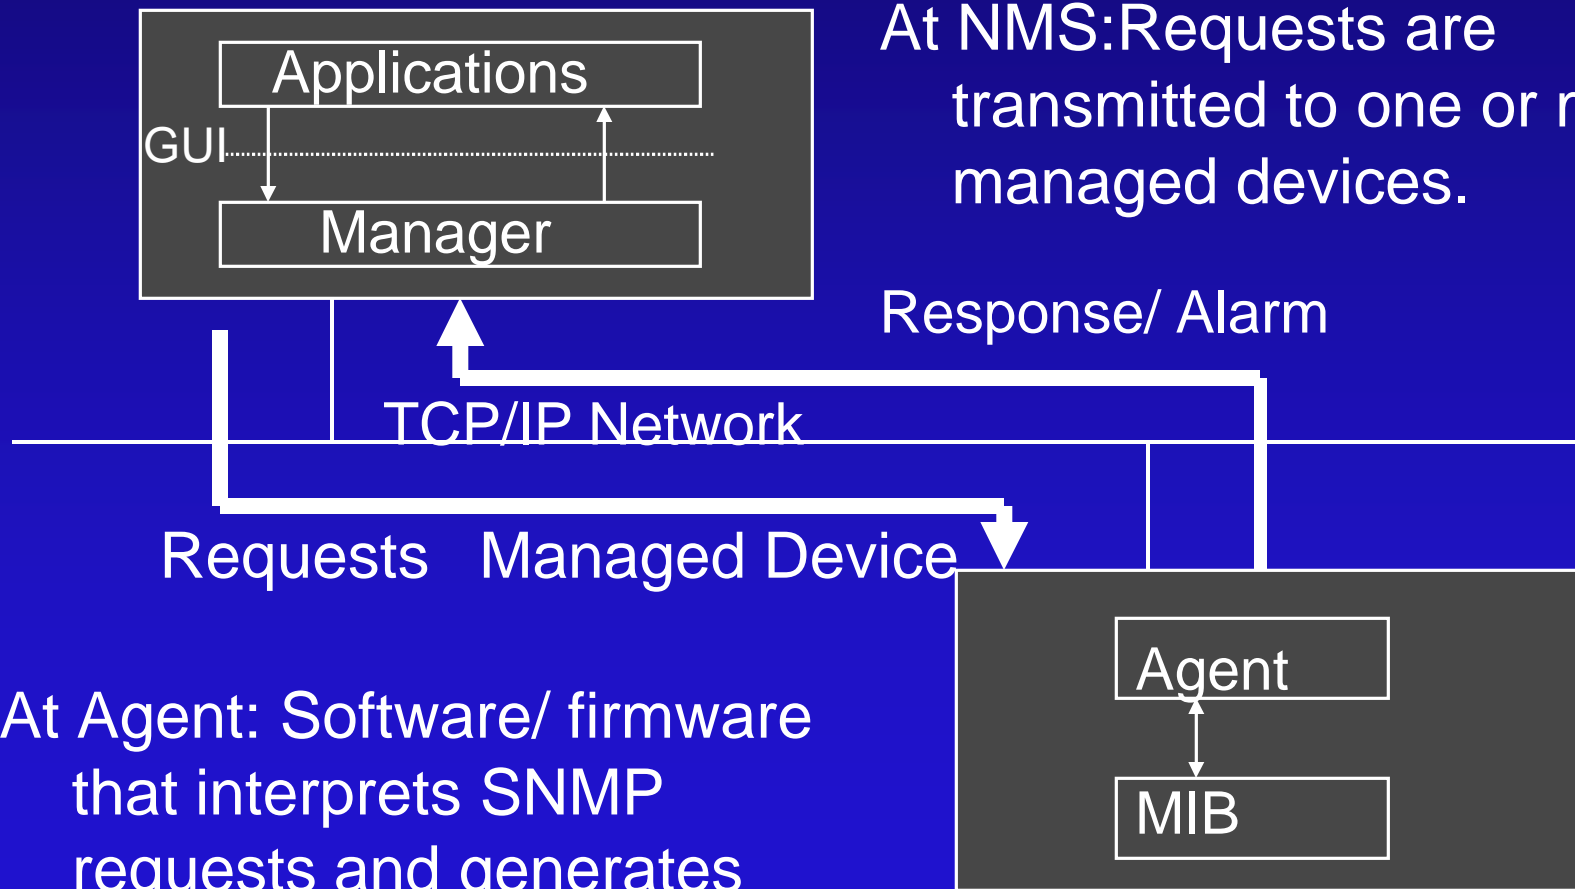 Applications
GUI
Manager
At NMS:Requests are
transmitted to one or
managed devices.
Response/ Alarm
TCP/IP Network
Requests
Managed Device
Agent
MIB
At Agent: Software/ firmware
that interprets SNMP
requests and generates